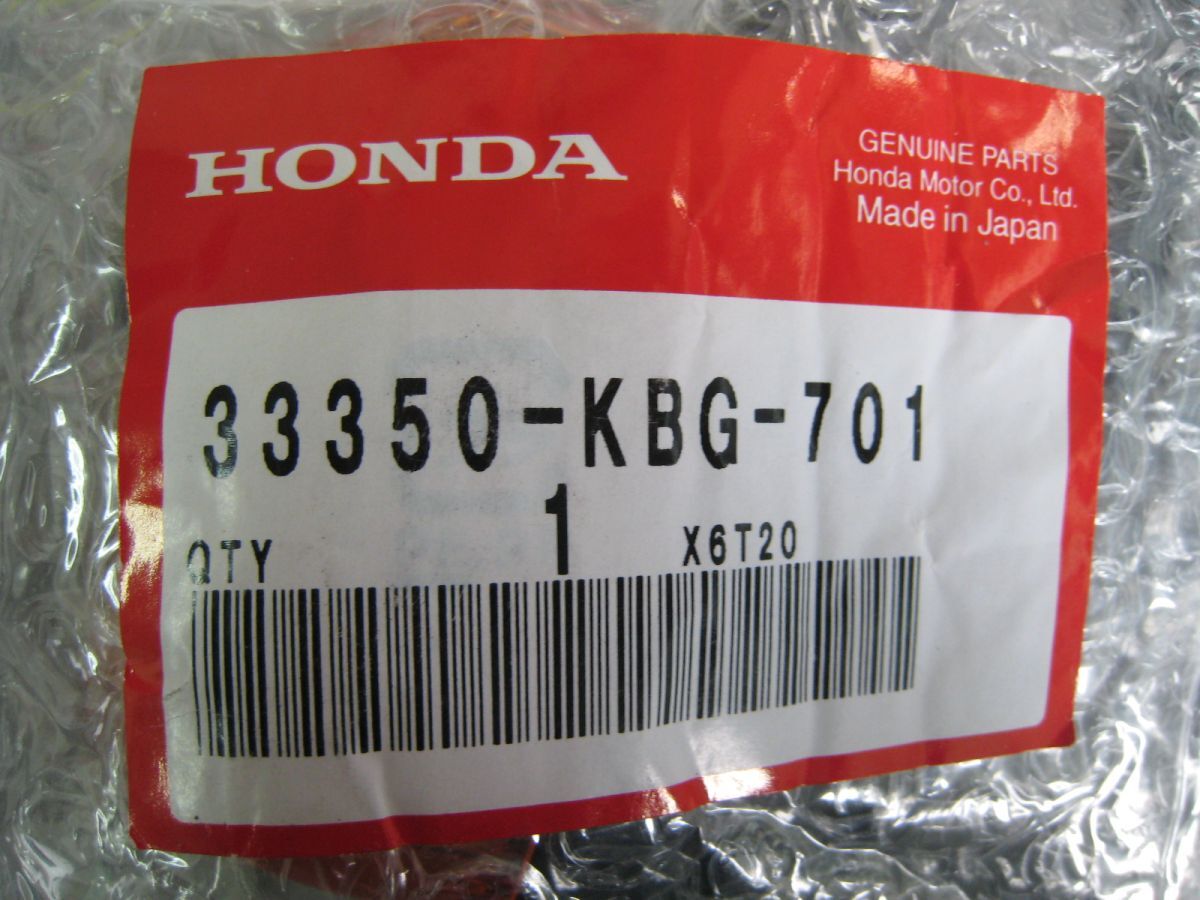 HONDA
GENUINE PARTS
Honda Motor Co., Ltd.
Made in Japan
33350-KBG-701
QTY 1 X6T20